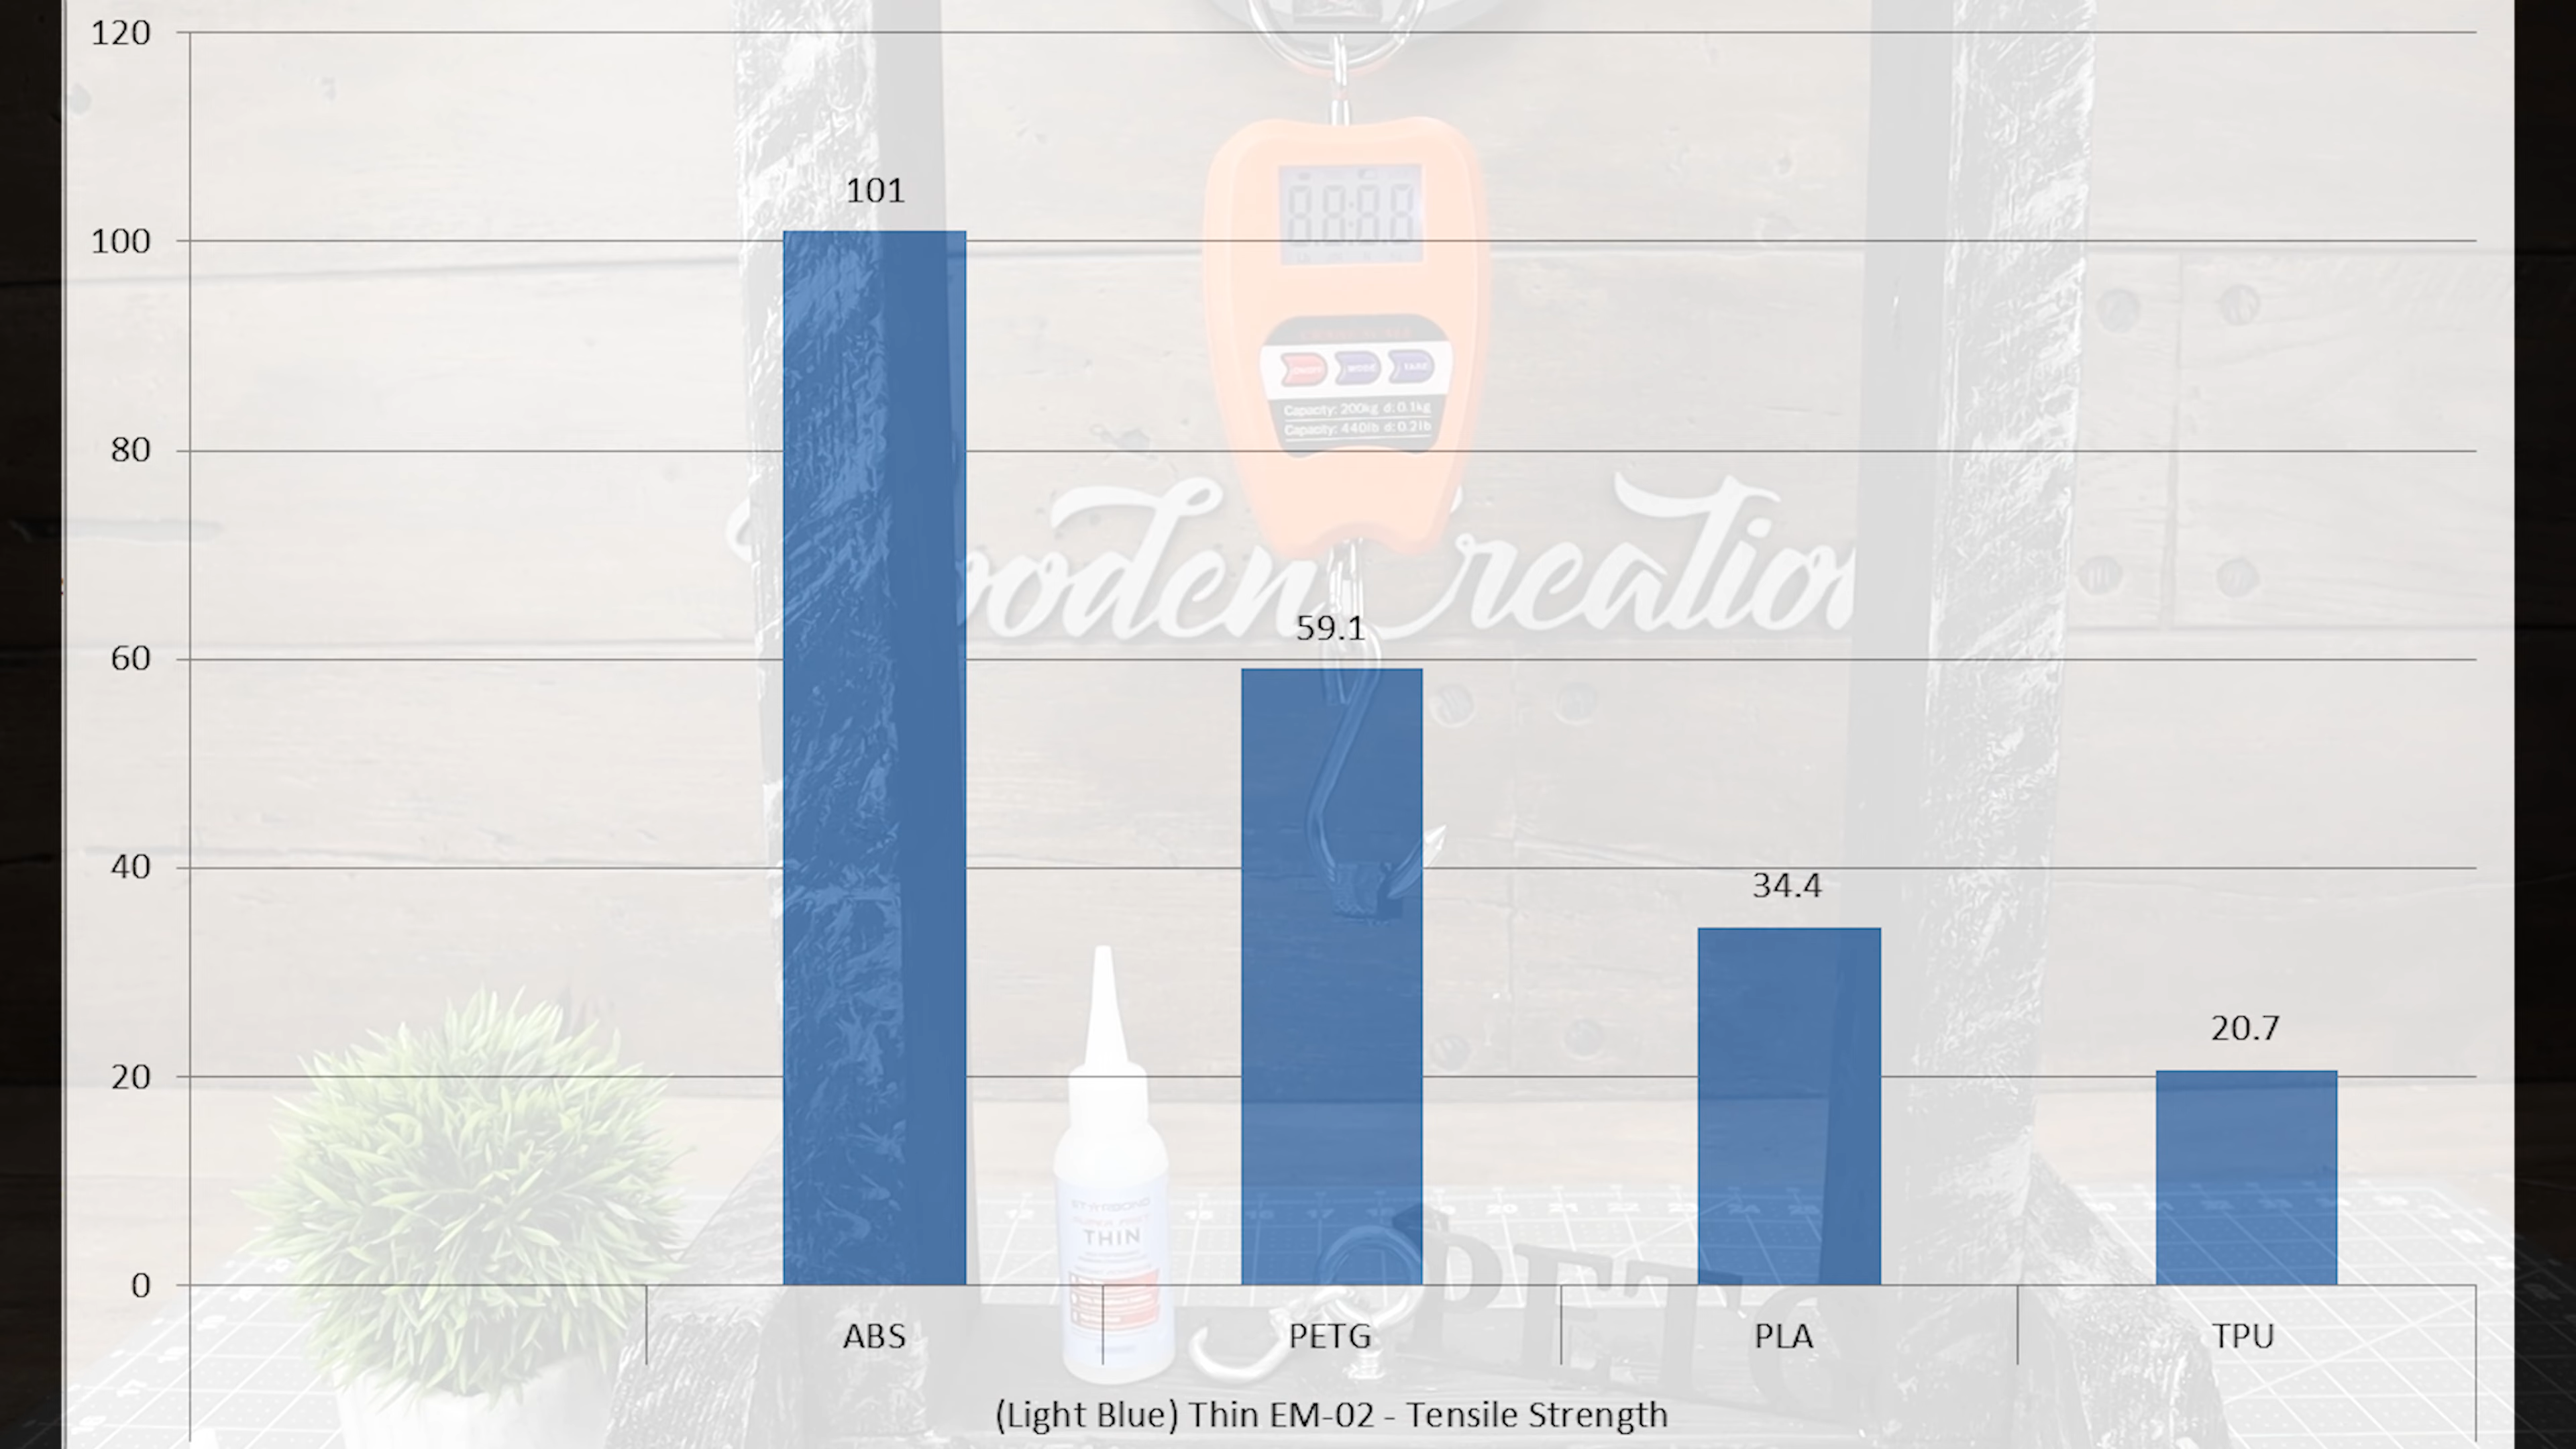 120
101
100
80
60
40
20
0
59.1
34.4
20.7
Capacity: 200kg d:0.1kg
Capacity: 440lb d:0.2lb
THIN
PETG
ABS
PETG
PLA
TPU
(Light Blue) Thin EM-02 - Tensile Strength